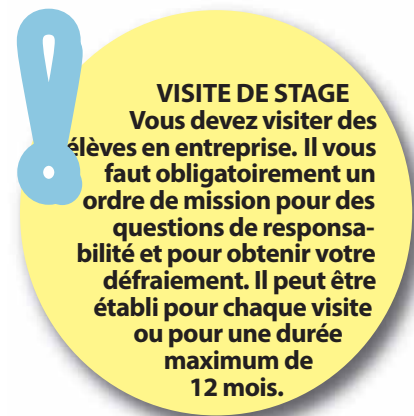 VISITE DE STAGE
Vous devez visiter des
élèves en entreprise. Il vous
faut obligatoirement un
ordre de mission pour des
questions de responsa-
bilité et pour obtenir votre
défraiement. Il peut être
établi pour chaque visite
ou pour une durée
maximum de
12 mois.